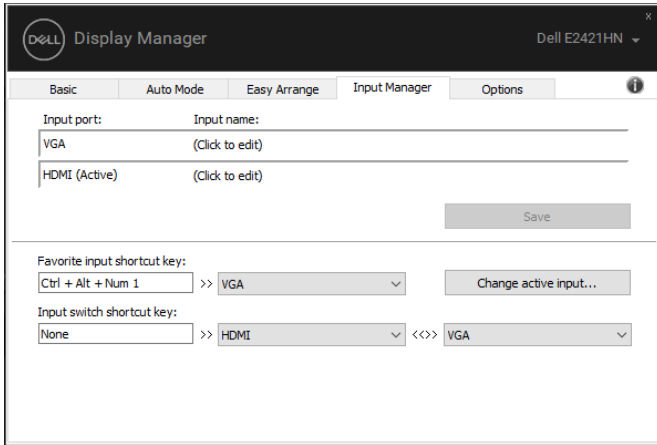 x
DELL Display Manager Dell E2421HN
Basic Auto Mode Easy Arrange Input Manager Options i
Input port: Input name:
VGA (Click to edit)
HDMI (Active) (Click to edit)
Save
Favorite input shortcut key:
Ctrl + Alt + Num 1 >> VGA Change active input...
Input switch shortcut key:
None >> HDMI <<>> VGA